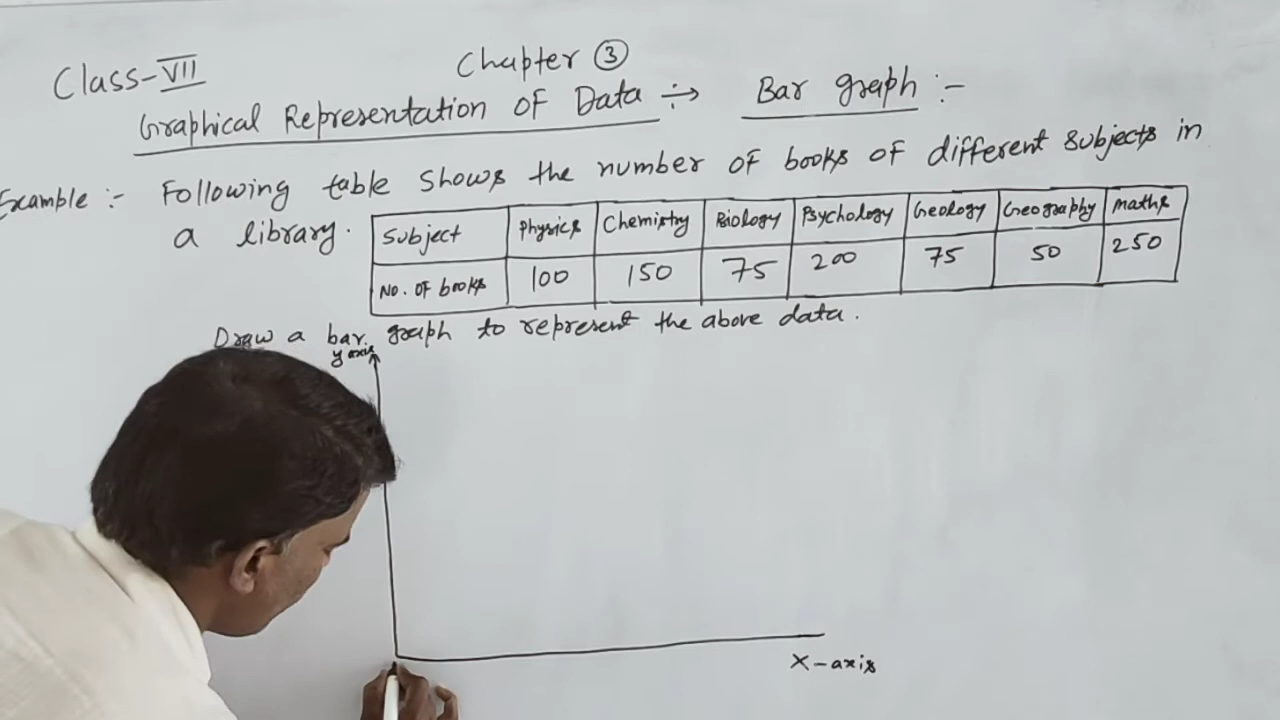 Class-VII
Chapter 3
Graphical Representation of Data ÷→ Bar graph :-
Example :- Following table shows the number of books of different subjects in
a library.
Subject Physics Chemistry Biology Psychology Geology Geography maths
No. of books 100 150 75 200 75 50 250
Draw a bar graph to represent the above data.
y axis
X-axis